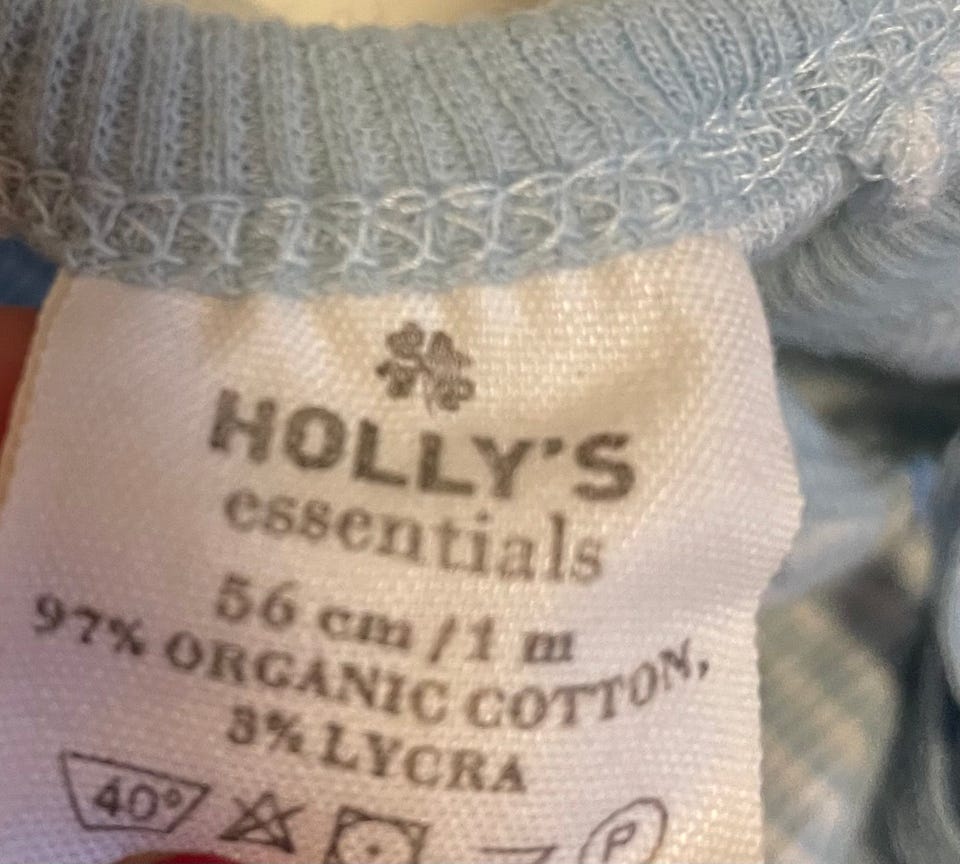 HOLLY'S
essentials
56 cm / 1 m
97% ORGANIC COTTON,
3% LYCRA
40°
P